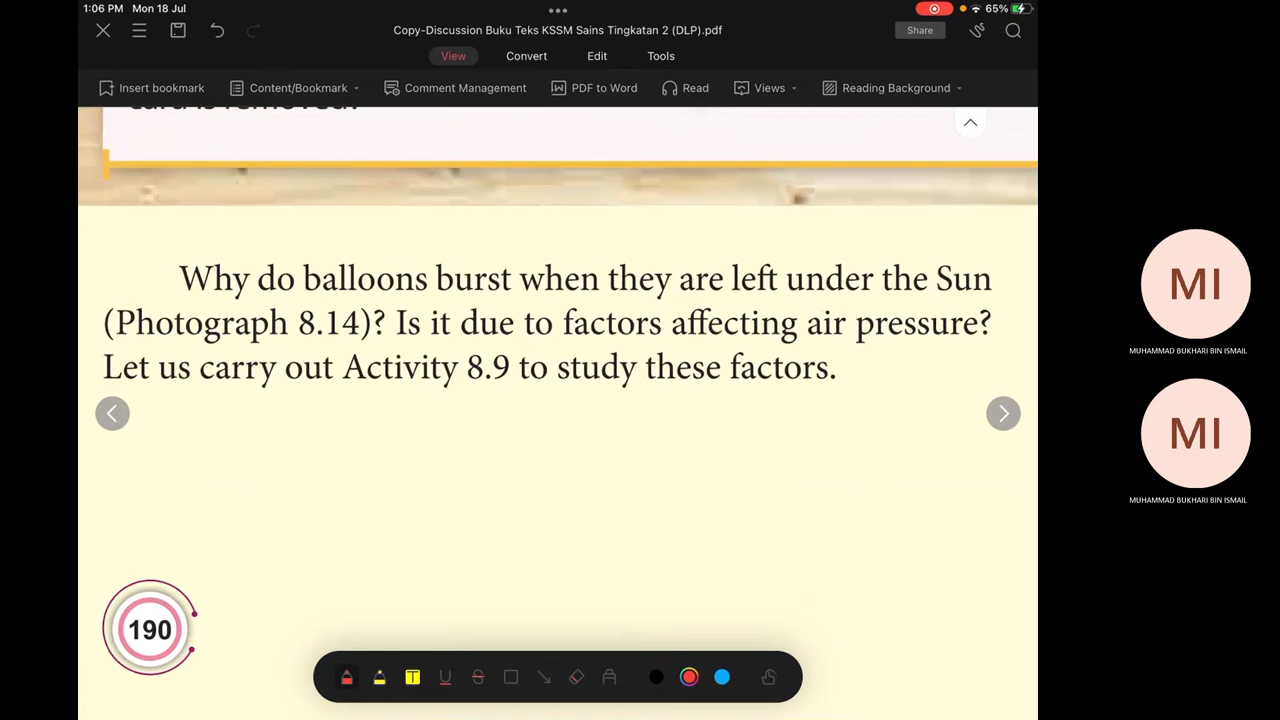 1:06 PM Mon 18 Jul
65%
Copy-Discussion Buku Teks KSSM Sains Tingkatan 2 (DLP).pdf
Share
View Convert Edit Tools
Insert bookmark Content/Bookmark Comment Management PDF to Word Read Views Reading Background
Why do balloons burst when they are left under the Sun
(Photograph 8.14)? Is it due to factors affecting air pressure?
Let us carry out Activity 8.9 to study these factors.
190
T U S
MI
MUHAMMAD BUKHARI BIN ISMAIL
MI
MUHAMMAD BUKHARI BIN ISMAIL